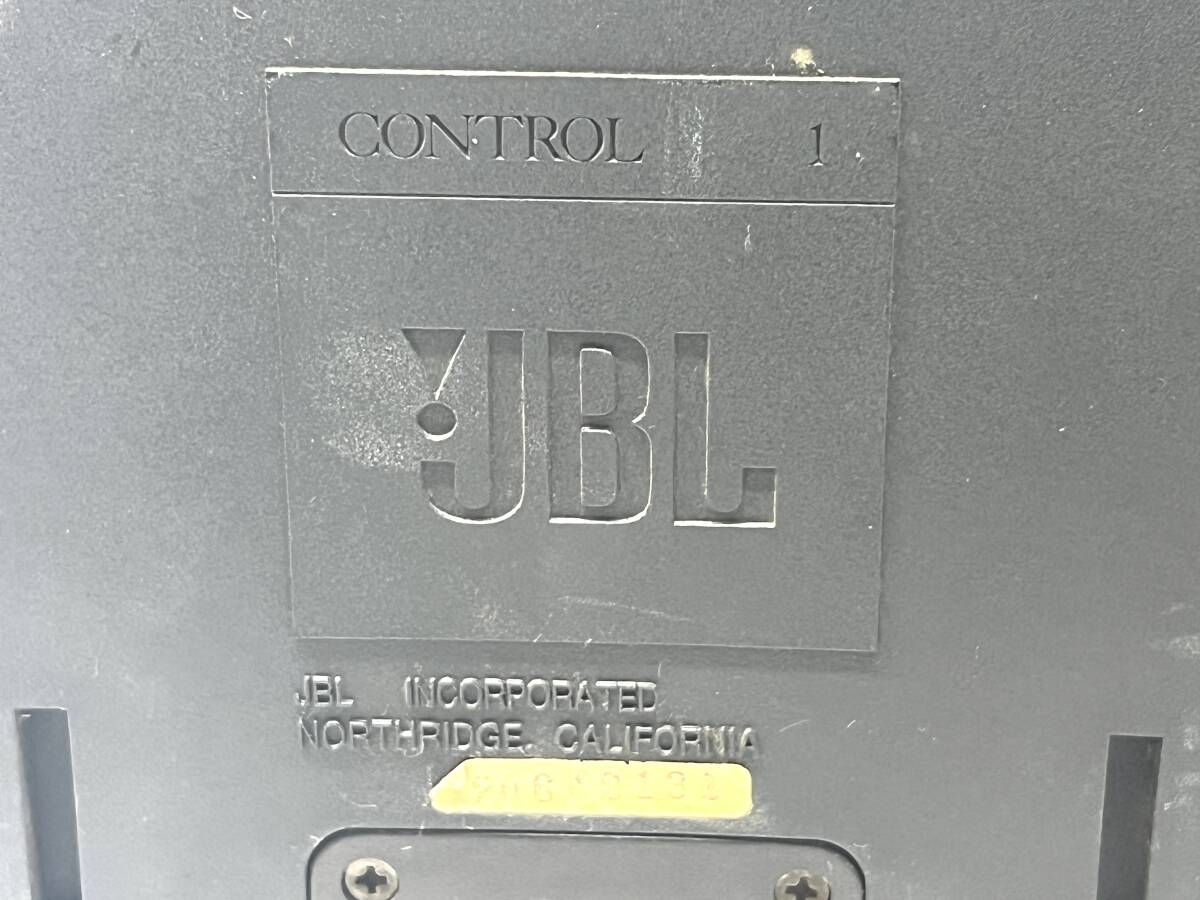 CONTROL 1
JBL
JBL INCORPORATED
NORTHRIDGE, CALIFORNIA